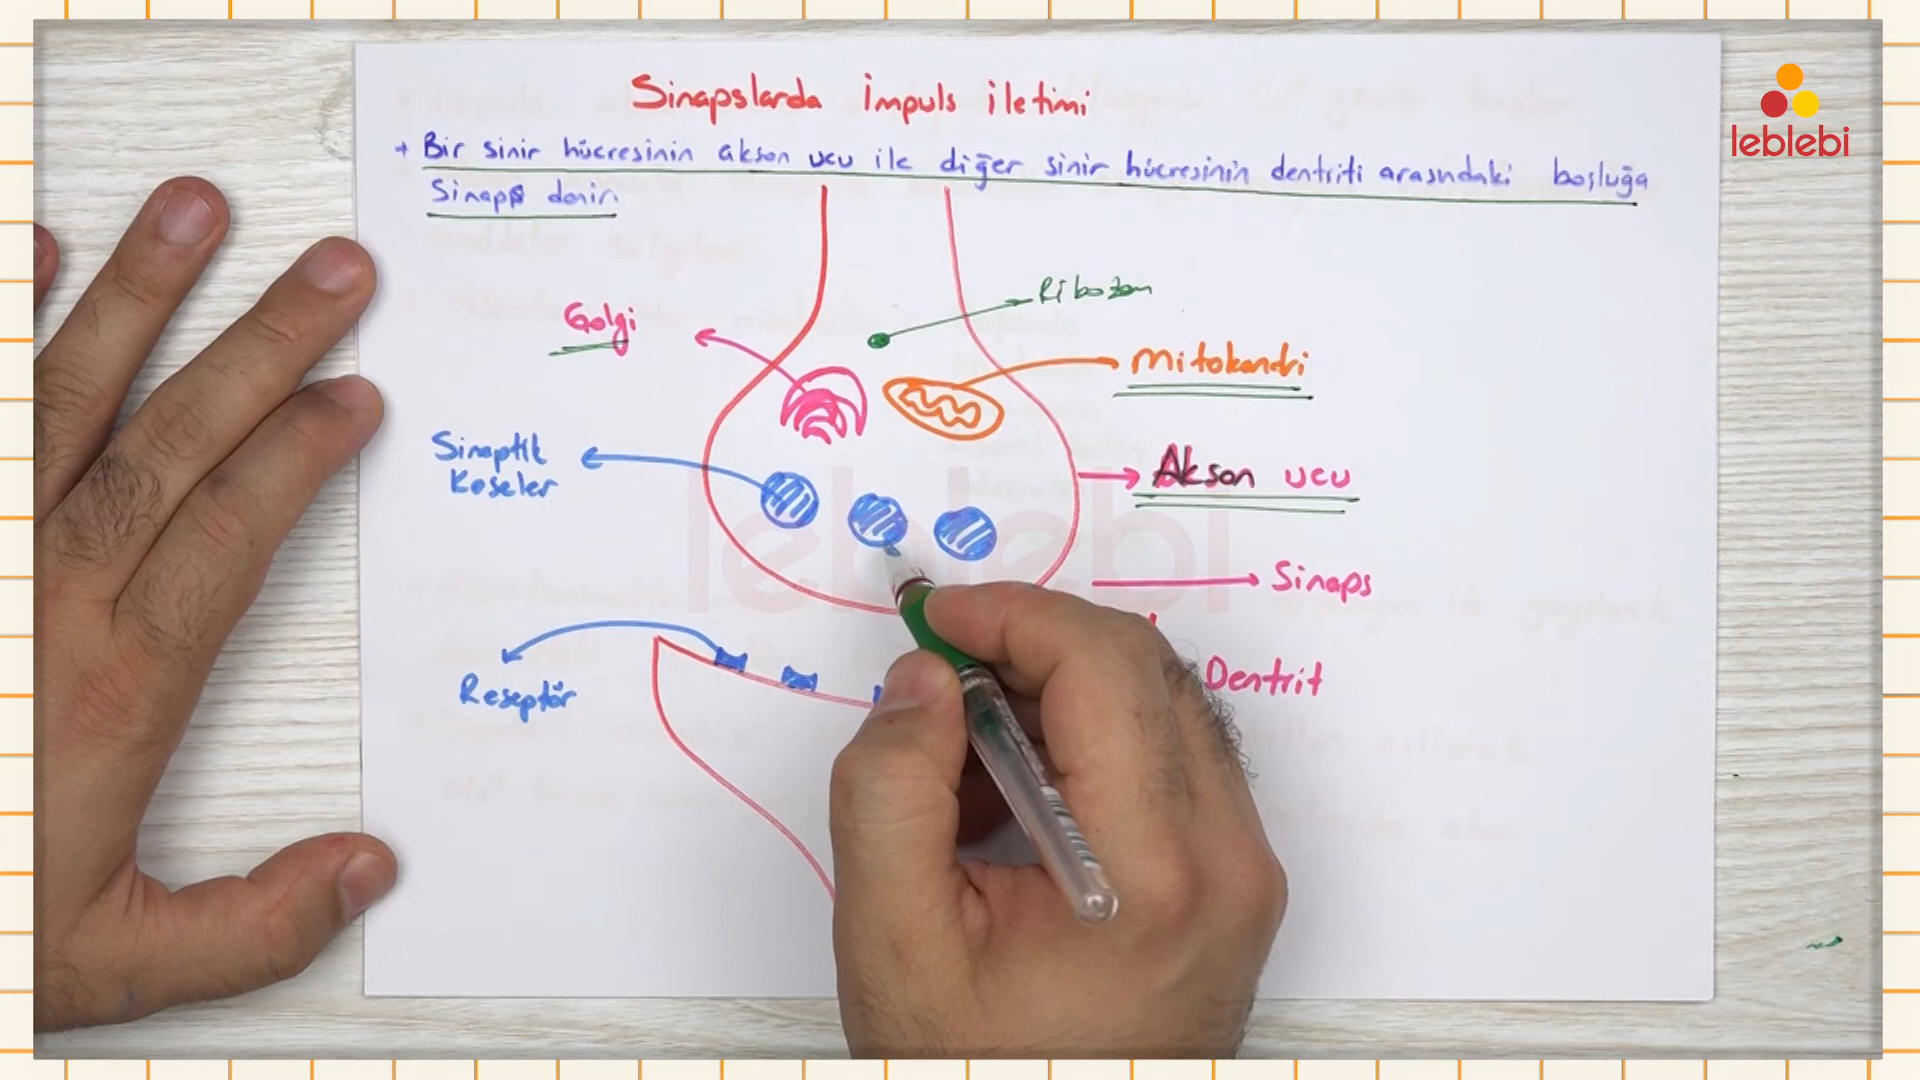 Sinapslarda İmpuls iletimi
+ Bir sinir hücresinin akson ucu ile diğer sinir hücresinin dentriti arasındaki boşluğa
Sinaps denir.
leblebi
Ribozom
Golgi
Mitokondri
Sinaptik
Keseler
Akson ucu
leblebi
Sinaps
Dentrit
Reseptör